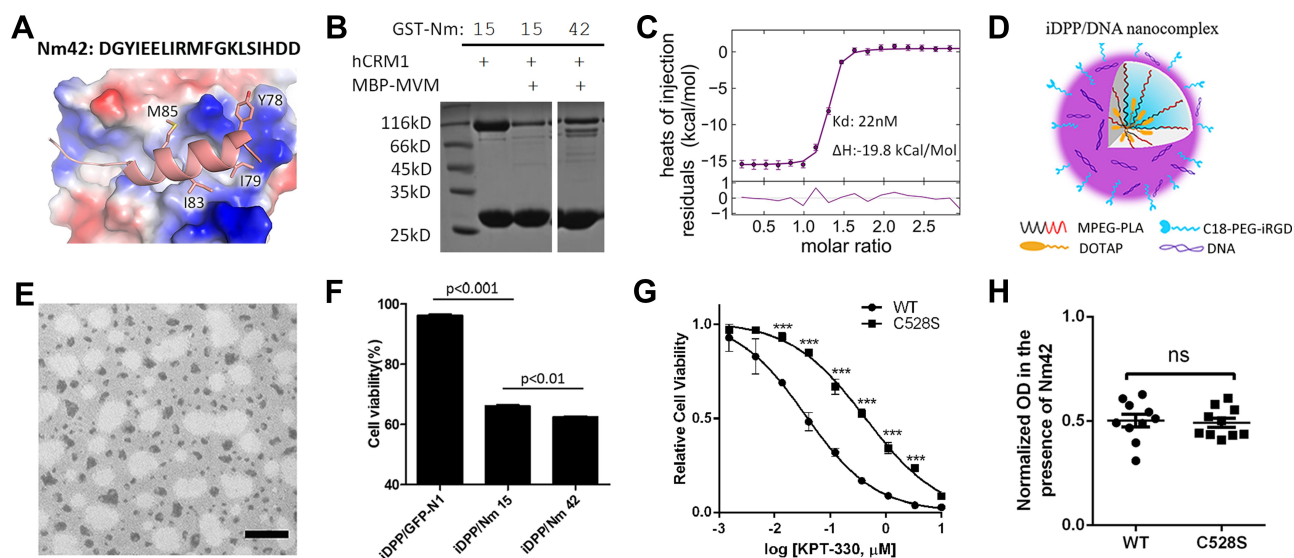 A
Nm42: DGYIEELIRMFGKLSIHDD
M85
Y78
I79
I83
B
GST-Nm: 15 15 42
hCRM1 + + +
MBP-MVM + +
116kD
66kD
45kD
35kD
25kD
C
heats of injection
residuals (kcal/mol)
0
−5
−10
−15
1
0
−1
Kd: 22nM
ΔH:-19.8 kCal/Mol
0.5 1.0 1.5 2.0 2.5
molar ratio
D
iDPP/DNA nanocomplex
MPEG-PLA
C18-PEG-iRGD
DOTAP
DNA
E
F
Cell viability(%)
100
80
60
40
p<0.001
p<0.01
iDPP/GFP-N1
iDPP/Nm 15
iDPP/Nm 42
G
Relative Cell Viability
1.0
0.5
0.0
WT
C528S
***
***
***
***
***
***
-3 -2 -1 0 1
log [KPT-330, μM]
H
Normalized OD in the
presence of Nm42
1.0
0.5
0.0
ns
WT C528S